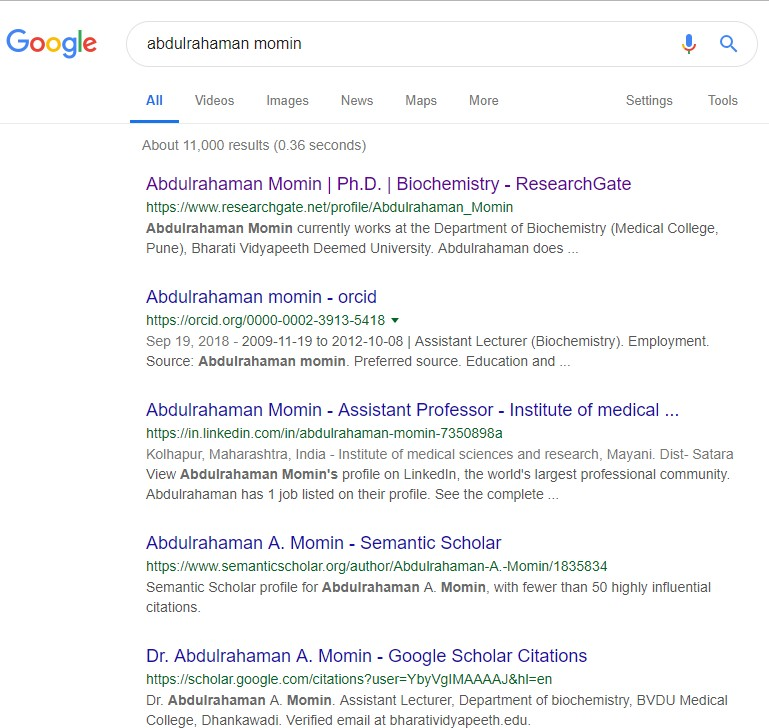 Google
abdulrahaman momin
All Videos Images News Maps More Settings Tools
About 11,000 results (0.36 seconds)
Abdulrahaman Momin | Ph.D. | Biochemistry - ResearchGate
https://www.researchgate.net/profile/Abdulrahaman_Momin
Abdulrahaman Momin currently works at the Department of Biochemistry (Medical College,
Pune), Bharati Vidyapeeth Deemed University. Abdulrahaman does ...
Abdulrahaman momin - orcid
https://orcid.org/0000-0002-3913-5418
Sep 19, 2018 - 2009-11-19 to 2012-10-08 | Assistant Lecturer (Biochemistry). Employment.
Source: Abdulrahaman momin. Preferred source. Education and ...
Abdulrahaman Momin - Assistant Professor - Institute of medical ...
https://in.linkedin.com/in/abdulrahaman-momin-7350898a
Kolhapur, Maharashtra, India - Institute of medical sciences and research, Mayani. Dist- Satara
View Abdulrahaman Momin's profile on LinkedIn, the world's largest professional community.
Abdulrahaman has 1 job listed on their profile. See the complete ...
Abdulrahaman A. Momin - Semantic Scholar
https://www.semanticscholar.org/author/Abdulrahaman-A.-Momin/1835834
Semantic Scholar profile for Abdulrahaman A. Momin, with fewer than 50 highly influential
citations.
Dr. Abdulrahaman A. Momin - Google Scholar Citations
https://scholar.google.com/citations?user=YbyVgIMAAAAJ&hl=en
Dr. Abdulrahaman A. Momin. Assistant Lecturer, Department of biochemistry, BVDU Medical
College, Dhankawadi. Verified email at bharatividyapeeth.edu.